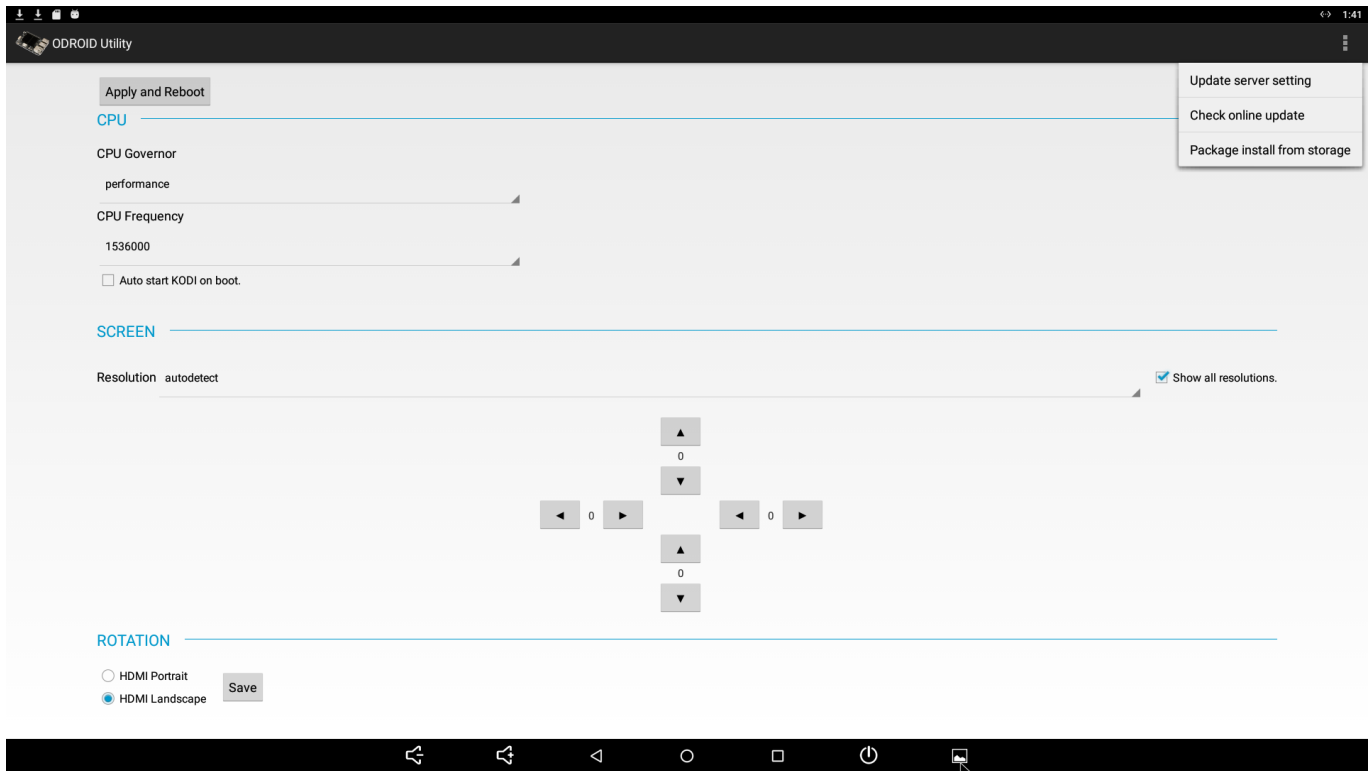 1:41
ODROID Utility
Update server setting
Check online update
Package install from storage
Apply and Reboot
CPU
CPU Governor
performance
CPU Frequency
1536000
Auto start KODI on boot.
SCREEN
Resolution autodetect
Show all resolutions.
0
0 0
0
ROTATION
HDMI Portrait
HDMI Landscape
Save